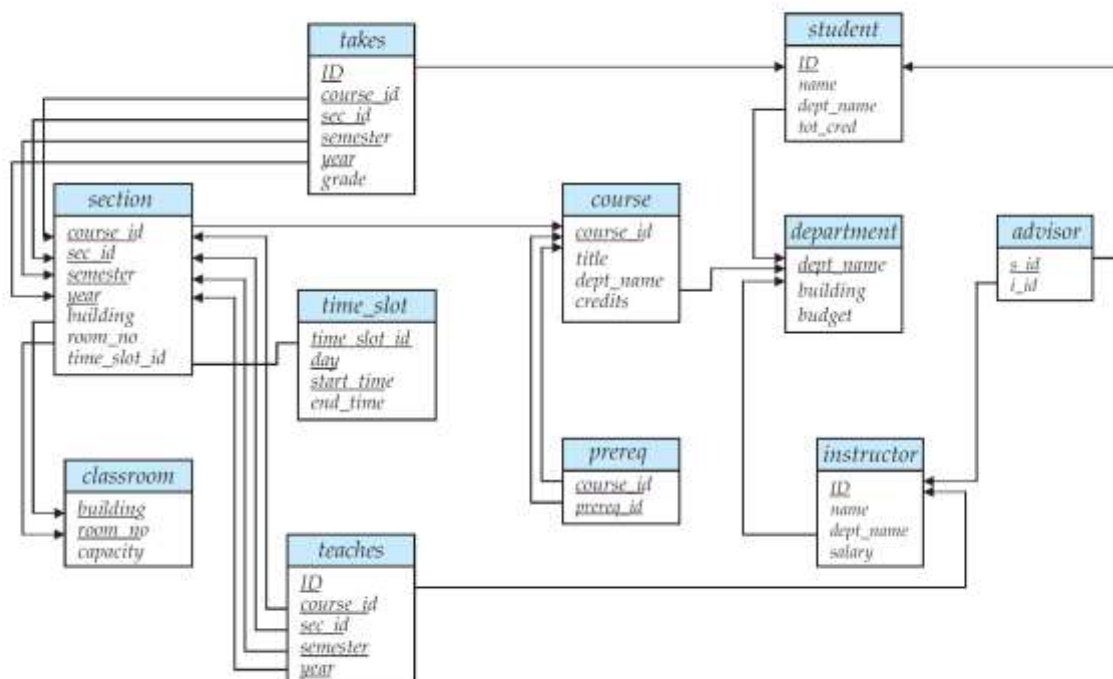 takes
ID
course_id
sec_id
semester
year
grade
student
ID
name
dept_name
tot_cred
section
course_id
sec_id
semester
year
building
room_no
time_slot_id
course
course_id
title
dept_name
credits
department
dept_name
building
budget
advisor
s_id
i_id
time_slot
time_slot_id
day
start_time
end_time
classroom
building
room_no
capacity
prereq
course_id
prereq_id
instructor
ID
name
dept_name
salary
teaches
ID
course_id
sec_id
semester
year